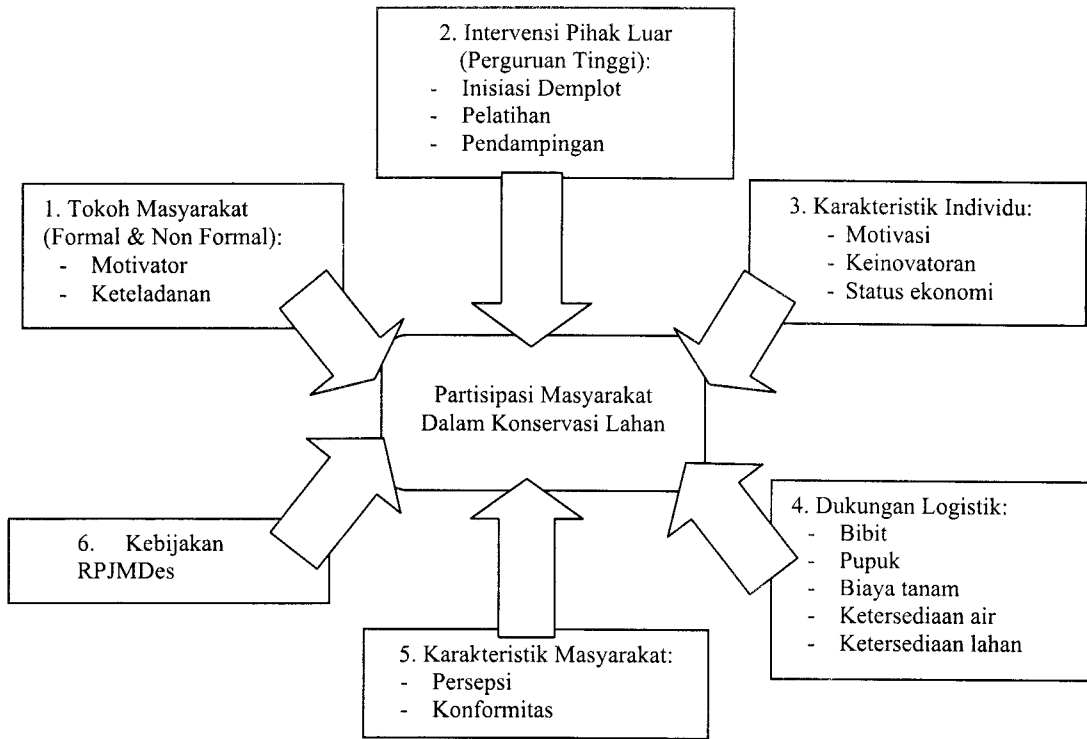 2. Intervensi Pihak Luar
(Perguruan Tinggi):
- Inisiasi Demplot
- Pelatihan
- Pendampingan
1. Tokoh Masyarakat
(Formal & Non Formal):
- Motivator
- Keteladanan
3. Karakteristik Individu:
- Motivasi
- Keinovatoran
- Status ekonomi
Partisipasi Masyarakat
Dalam Konservasi Lahan
6. Kebijakan
RPJMDes
4. Dukungan Logistik:
- Bibit
- Pupuk
- Biaya tanam
- Ketersediaan air
- Ketersediaan lahan
5. Karakteristik Masyarakat:
- Persepsi
- Konformitas